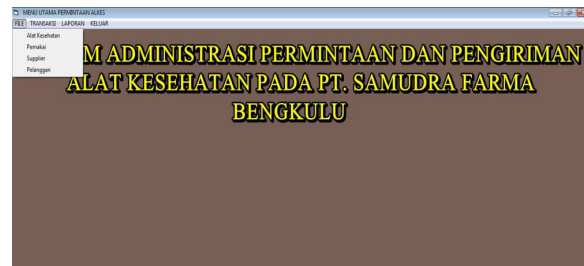 MENU UTAMA PERMINTAAN ALKES
FILE TRANSAKSI LAPORAN KELUAR
Alat Kesehatan
Pemakai
Supplier
Pelanggan
M ADMINISTRASI PERMINTAAN DAN PENGIRIMAN
ALAT KESEHATAN PADA PT. SAMUDRA FARMA
BENGKULU